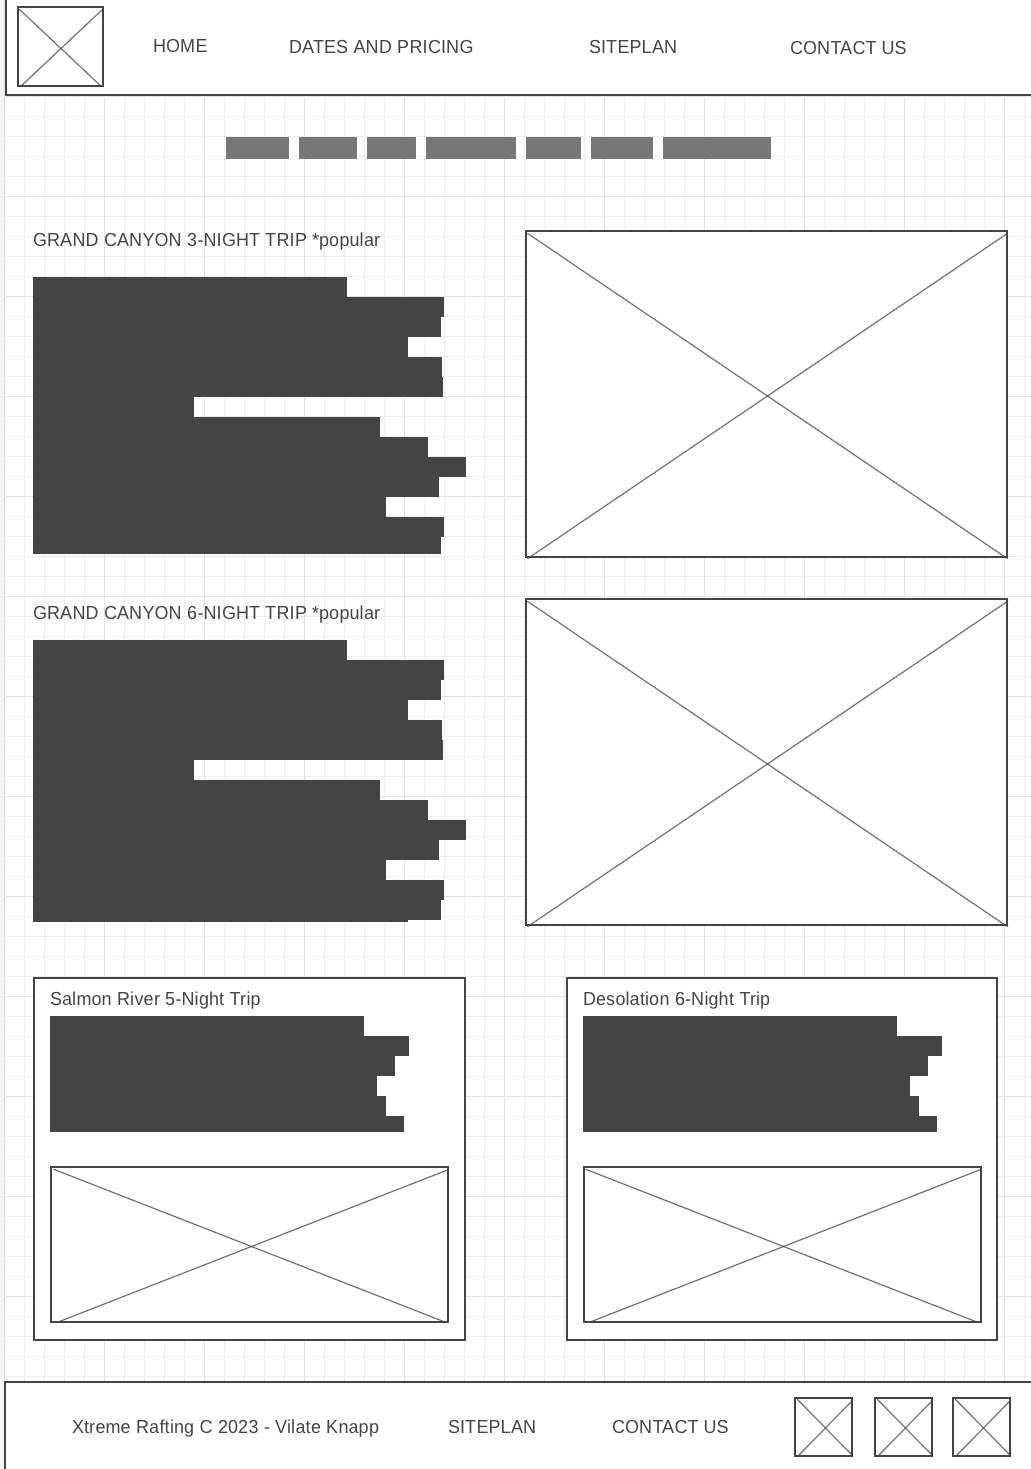 HOME
DATES AND PRICING
SITEPLAN
CONTACT US
GRAND CANYON 3-NIGHT TRIP *popular
GRAND CANYON 6-NIGHT TRIP *popular
Salmon River 5-Night Trip
Desolation 6-Night Trip
Xtreme Rafting C 2023 - Vilate Knapp
SITEPLAN
CONTACT US